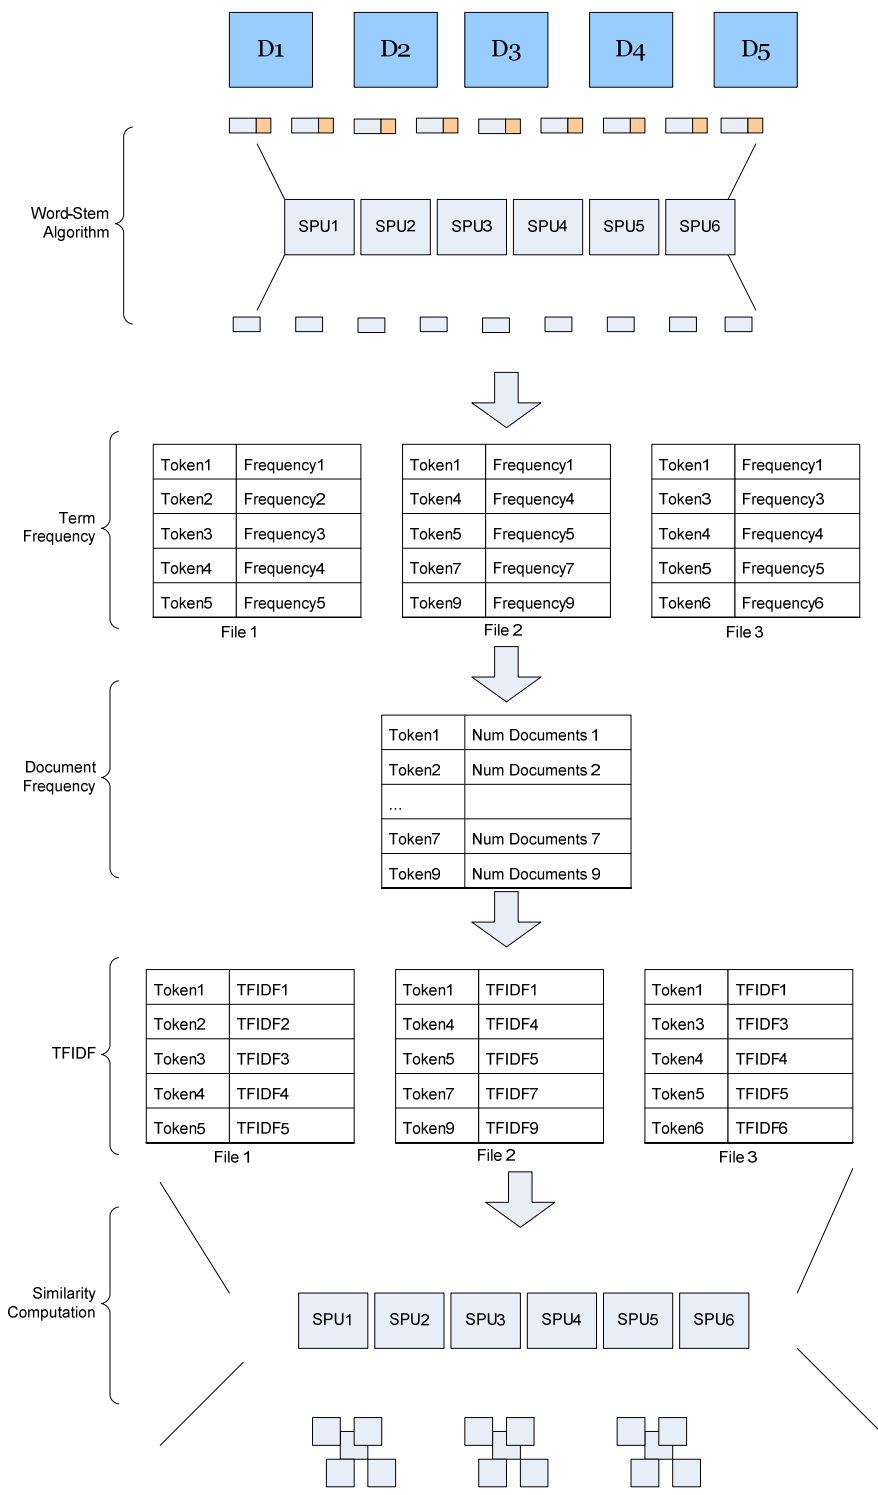 D1 D2 D3 D4 D5
Word-Stem
Algorithm
SPU1 SPU2 SPU3 SPU4 SPU5 SPU6
Term
Frequency
Token1 Frequency1 Token1 Frequency1 Token1 Frequency1
Token2 Frequency2 Token4 Frequency4 Token3 Frequency3
Token3 Frequency3 Token5 Frequency5 Token4 Frequency4
Token4 Frequency4 Token7 Frequency7 Token5 Frequency5
Token5 Frequency5 Token9 Frequency9 Token6 Frequency6
File 1 File 2 File 3
Document
Frequency
Token1 Num Documents 1
Token2 Num Documents 2
...
Token7 Num Documents 7
Token9 Num Documents 9
TFIDF
Token1 TFIDF1 Token1 TFIDF1 Token1 TFIDF1
Token2 TFIDF2 Token4 TFIDF4 Token3 TFIDF3
Token3 TFIDF3 Token5 TFIDF5 Token4 TFIDF4
Token4 TFIDF4 Token7 TFIDF7 Token5 TFIDF5
Token5 TFIDF5 Token9 TFIDF9 Token6 TFIDF6
File 1 File 2 File 3
Similarity
Computation
SPU1 SPU2 SPU3 SPU4 SPU5 SPU6